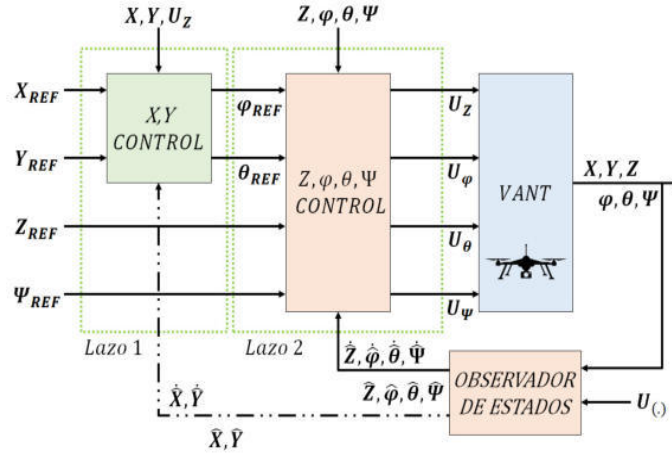 X, Y, U_Z
Z, φ, θ, Ψ
X_REF
Y_REF
Z_REF
Ψ_REF
X,Y
CONTROL
φ_REF
θ_REF
Z, φ, θ, Ψ
CONTROL
U_Z
U_φ
U_θ
U_Ψ
VANT
X, Y, Z
φ, θ, Ψ
Lazo 1
Lazo 2
Ẑ̇, φ̂̇, θ̂̇, Ψ̂̇
Ẑ, φ̂, θ̂, Ψ̂
OBSERVADOR
DE ESTADOS
U_(.)
X̂̇, Ŷ̇
X̂, Ŷ